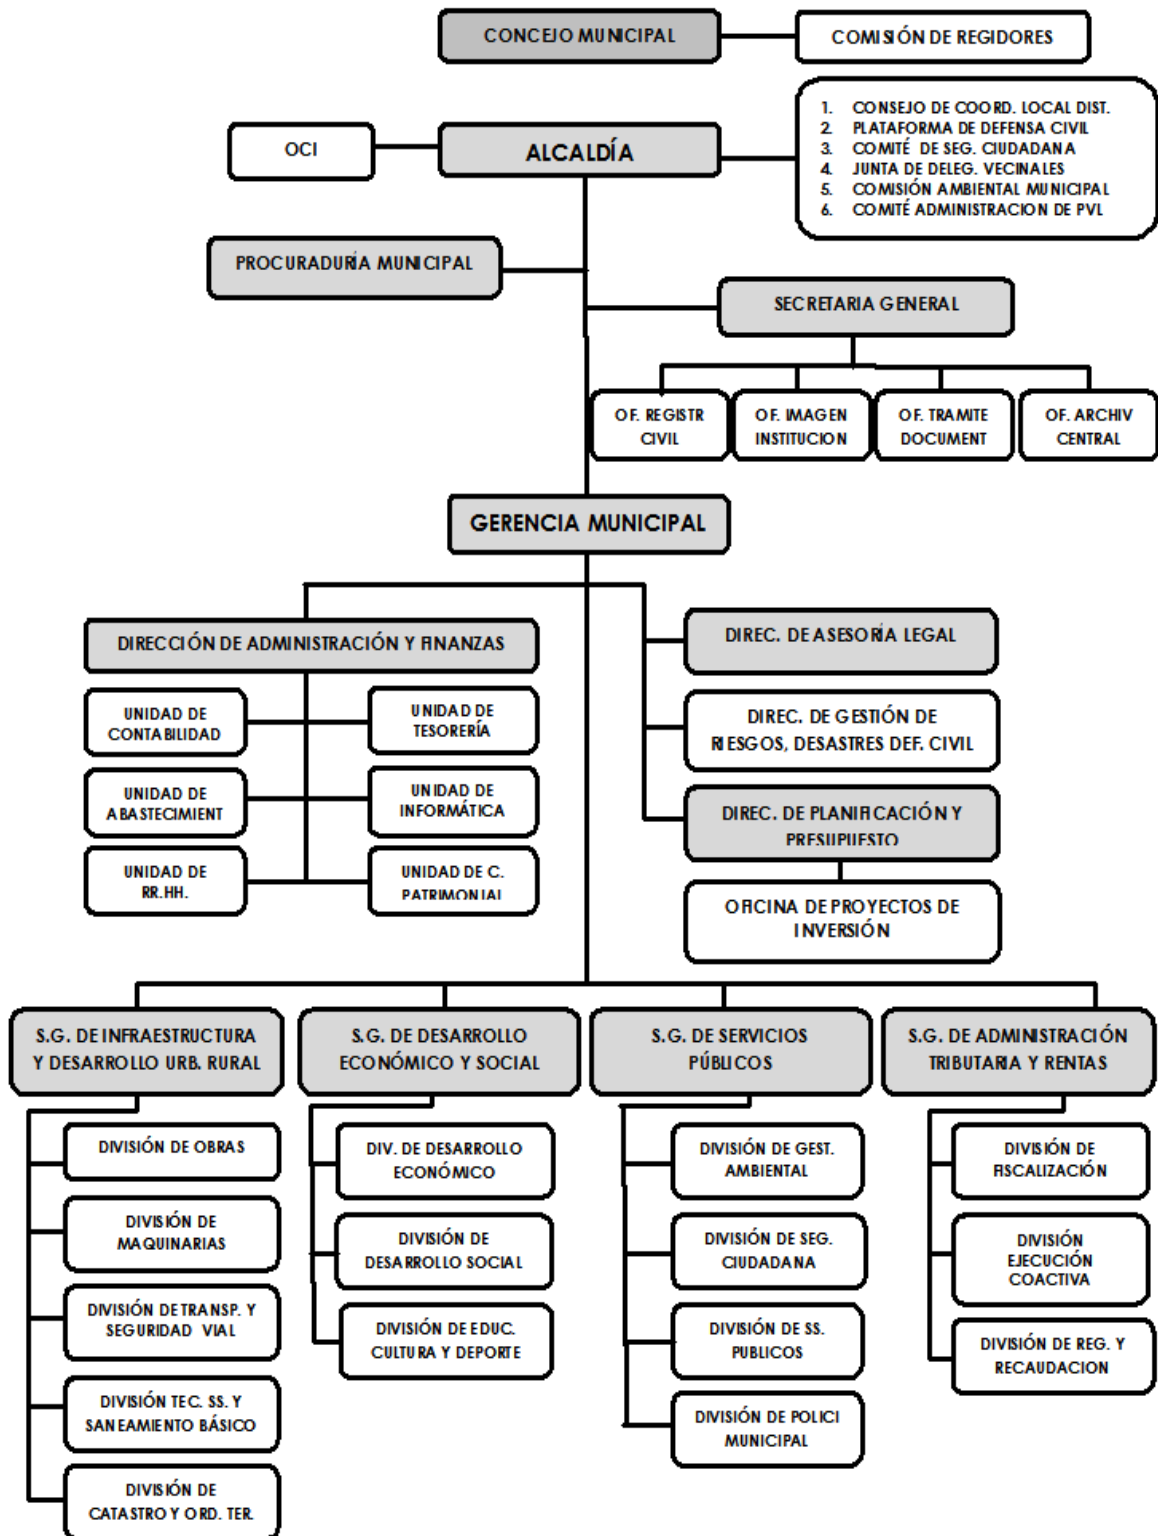 CONCEJO MUNICIPAL
COMISIÓN DE REGIDORES
1. CONSEJO DE COORD. LOCAL DIST.
2. PLATAFORMA DE DEFENSA CIVIL
3. COMITÉ DE SEG. CIUDADANA
4. JUNTA DE DELEG. VECINALES
5. COMISIÓN AMBIENTAL MUNICIPAL
6. COMITÉ ADMINISTRACION DE PVL
OCI
ALCALDÍA
PROCURADURÍA MUNICIPAL
SECRETARIA GENERAL
OF. REGISTR
CIVIL
OF. IMAGEN
INSTITUCION
OF. TRAMITE
DOCUMENT
OF. ARCHIV
CENTRAL
GERENCIA MUNICIPAL
DIRECCIÓN DE ADMINISTRACIÓN Y FINANZAS
UNIDAD DE
CONTABILIDAD
UNIDAD DE
TESORERÍA
UNIDAD DE
ABASTECIMIENT
UNIDAD DE
INFORMÁTICA
UNIDAD DE
RR.HH.
UNIDAD DE C.
PATRIMONIAL
DIREC. DE ASESORÍA LEGAL
DIREC. DE GESTIÓN DE
RIESGOS, DESASTRES DEF. CIVIL
DIREC. DE PLANIFICACIÓN Y
PRESUPUESTO
OFICINA DE PROYECTOS DE
INVERSIÓN
S.G. DE INFRAESTRUCTURA
Y DESARROLLO URB. RURAL
DIVISIÓN DE OBRAS
DIVISIÓN DE
MAQUINARIAS
DIVISIÓN DE TRANSP. Y
SEGURIDAD VIAL
DIVISIÓN TEC. SS. Y
SANEAMIENTO BÁSICO
DIVISIÓN DE
CATASTRO Y ORD. TER.
S.G. DE DESARROLLO
ECONÓMICO Y SOCIAL
DIV. DE DESARROLLO
ECONÓMICO
DIVISIÓN DE
DESARROLLO SOCIAL
DIVISIÓN DE EDUC.
CULTURA Y DEPORTE
S.G. DE SERVICIOS
PÚBLICOS
DIVISIÓN DE GEST.
AMBIENTAL
DIVISIÓN DE SEG.
CIUDADANA
DIVISIÓN DE SS.
PUBLICOS
DIVISIÓN DE POLICI
MUNICIPAL
S.G. DE ADMINISTRACIÓN
TRIBUTARIA Y RENTAS
DIVISIÓN DE
FISCALIZACIÓN
DIVISIÓN
EJECUCIÓN
COACTIVA
DIVISIÓN DE REG. Y
RECAUDACION